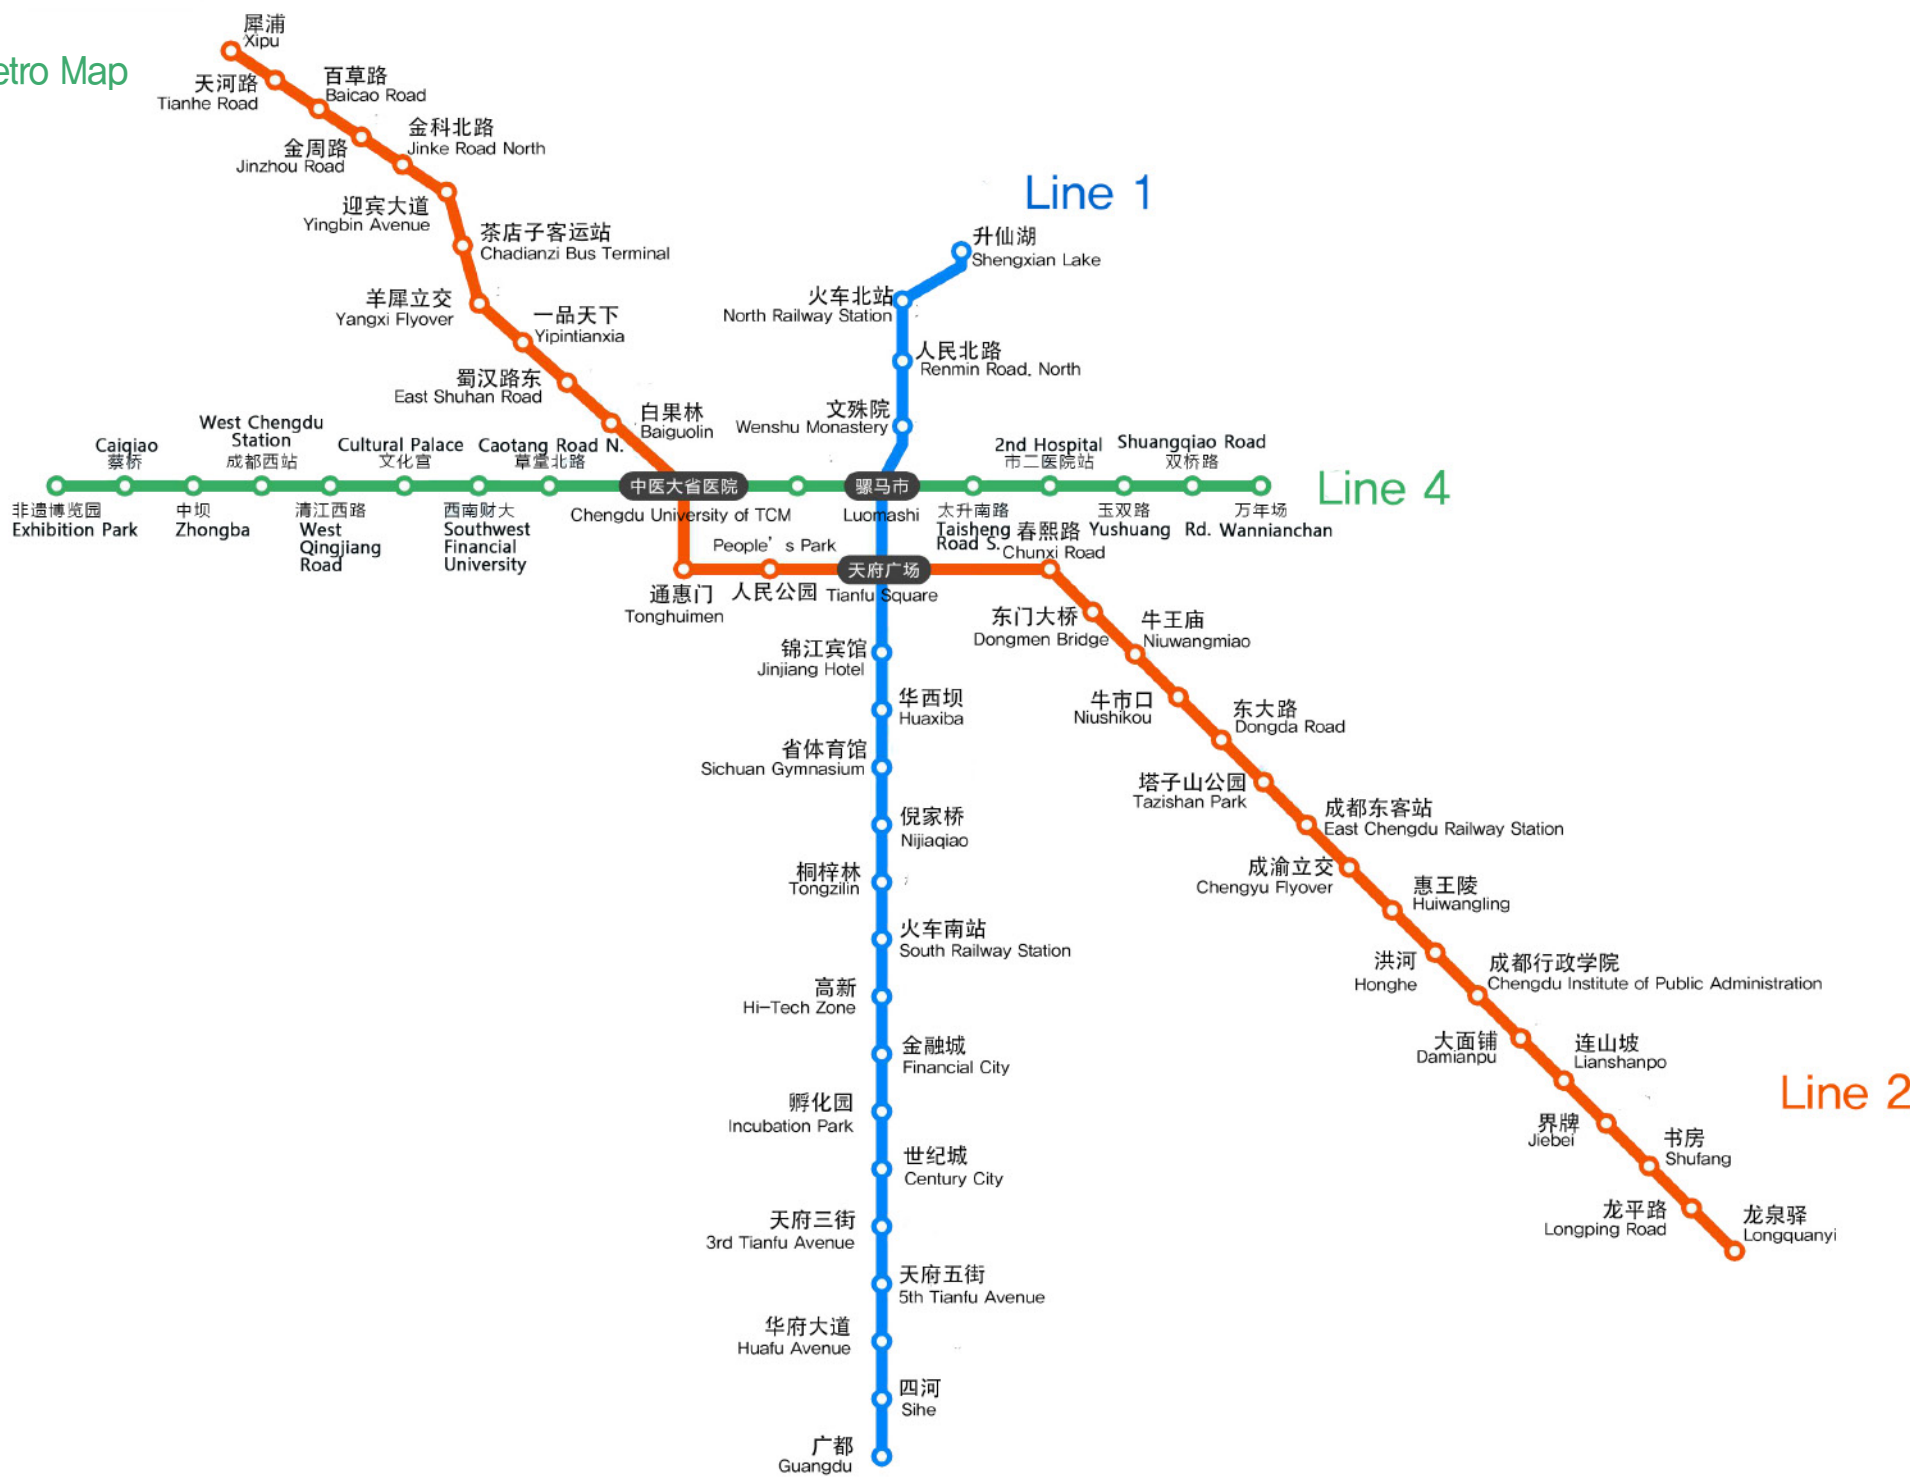 etro Map
犀浦
Xipu
天河路
Tianhe Road
百草路
Baicao Road
金周路
Jinzhou Road
金科北路
Jinke Road North
迎宾大道
Yingbin Avenue
茶店子客运站
Chadianzi Bus Terminal
羊犀立交
Yangxi Flyover
一品天下
Yipintianxia
蜀汉路东
East Shuhan Road
白果林
Baiguolin
Line 1
升仙湖
Shengxian Lake
火车北站
North Railway Station
人民北路
Renmin Road, North
文殊院
Wenshu Monastery
Caiqiao
蔡桥
West Chengdu
Station
成都西站
Cultural Palace
文化宫
Caotang Road N.
草堂北路
2nd Hospital
市二医院站
Shuangqiao Road
双桥路
Line 4
中医大省医院
Chengdu University of TCM
骡马市
Luomashi
非遗博览园
Exhibition Park
中坝
Zhongba
清江西路
West
Qingjiang
Road
西南财大
Southwest
Financial
University
太升南路
Taisheng
Road S.
春熙路
Chunxi Road
玉双路
Yushuang Rd.
万年场
Wannianchan
People's Park
人民公园
天府广场
Tianfu Square
通惠门
Tonghuimen
东门大桥
Dongmen Bridge
牛王庙
Niuwangmiao
锦江宾馆
Jinjiang Hotel
华西坝
Huaxiba
牛市口
Niushikou
东大路
Dongda Road
省体育馆
Sichuan Gymnasium
塔子山公园
Tazishan Park
倪家桥
Nijiaqiao
成都东客站
East Chengdu Railway Station
桐梓林
Tongzilin
成渝立交
Chengyu Flyover
惠王陵
Huiwangling
火车南站
South Railway Station
洪河
Honghe
成都行政学院
Chengdu Institute of Public Administration
高新
Hi-Tech Zone
金融城
Financial City
大面铺
Damianpu
连山坡
Lianshanpo
Line 2
孵化园
Incubation Park
界牌
Jiebei
书房
Shufang
世纪城
Century City
天府三街
3rd Tianfu Avenue
龙平路
Longping Road
龙泉驿
Longquanyi
天府五街
5th Tianfu Avenue
华府大道
Huafu Avenue
四河
Sihe
广都
Guangdu